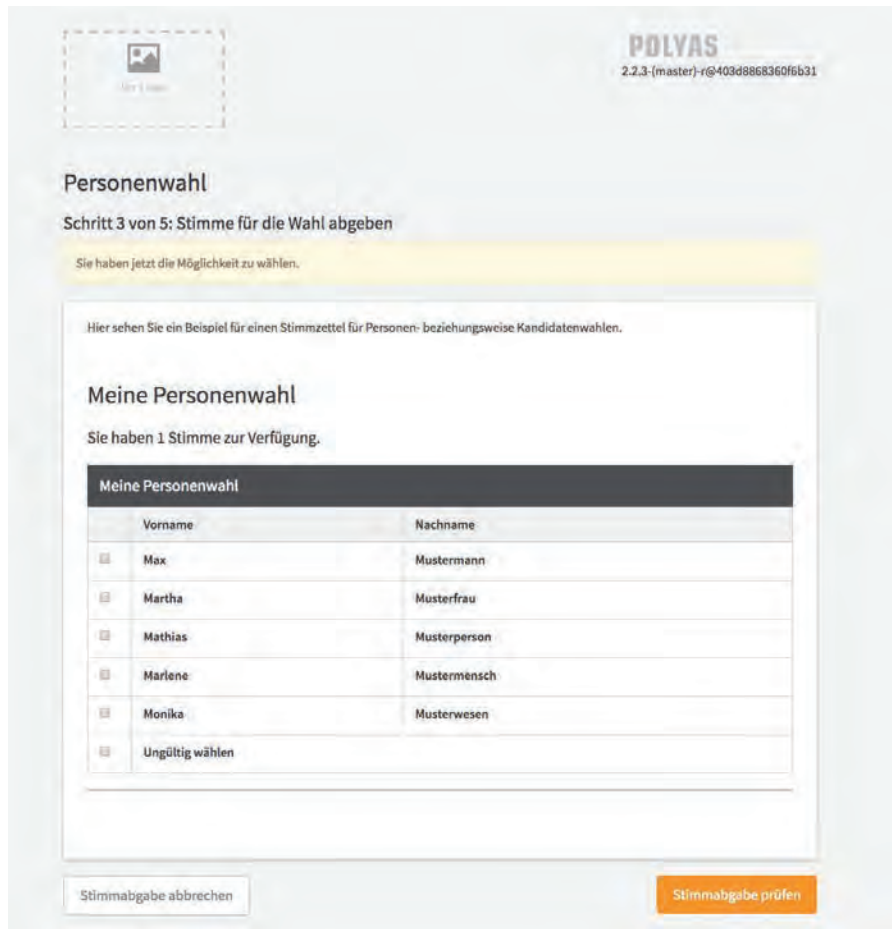 POLYAS
2.2.3-(master)-r@403d8868360f6b31
Personenwahl
Schritt 3 von 5: Stimme für die Wahl abgeben
Sie haben jetzt die Möglichkeit zu wählen.
Hier sehen Sie ein Beispiel für einen Stimmzettel für Personen- beziehungsweise Kandidatenwahlen.
Meine Personenwahl
Sie haben 1 Stimme zur Verfügung.
Meine Personenwahl
Vorname Nachname
Max Mustermann
Martha Musterfrau
Mathias Musterperson
Marlene Mustermensch
Monika Musterwesen
Ungültig wählen
Stimmabgabe abbrechen Stimmabgabe prüfen